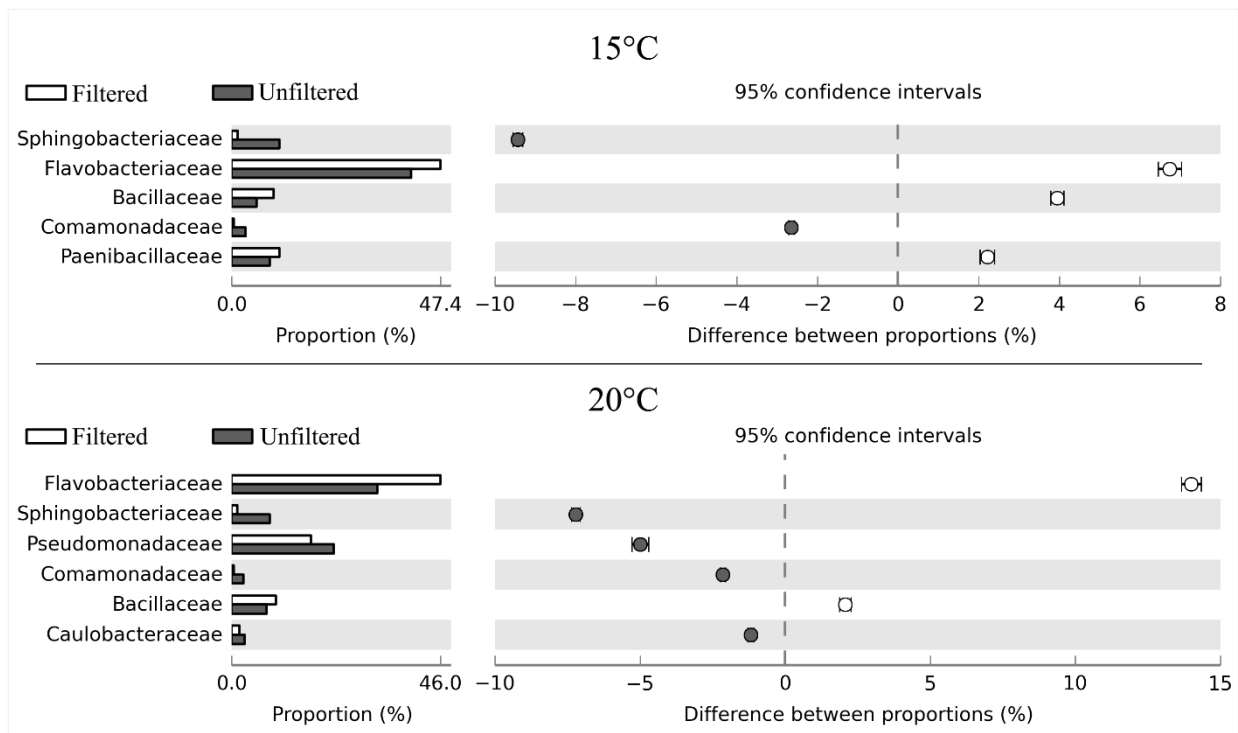 15°C
Filtered
Unfiltered
95% confidence intervals
Sphingobacteriaceae
Flavobacteriaceae
Bacillaceae
Comamonadaceae
Paenibacillaceae
0.0 47.4
−10 −8 −6 −4 −2 0 2 4 6 8
Proportion (%)
Difference between proportions (%)
20°C
Filtered
Unfiltered
95% confidence intervals
Flavobacteriaceae
Sphingobacteriaceae
Pseudomonadaceae
Comamonadaceae
Bacillaceae
Caulobacteraceae
0.0 46.0
−10 −5 0 5 10 15
Proportion (%)
Difference between proportions (%)